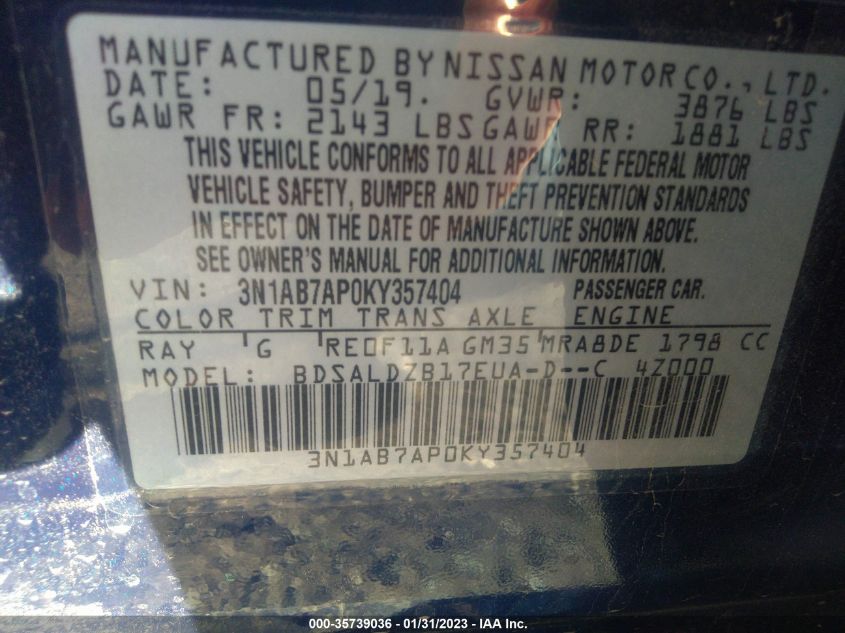 MANUFACTURED BY NISSAN MOTOR CO., LTD.
DATE: 05/19. GVWR: 3876 LBS
GAWR FR: 2143 LBS GAWR RR: 1881 LBS
THIS VEHICLE CONFORMS TO ALL APPLICABLE FEDERAL MOTOR
VEHICLE SAFETY, BUMPER AND THEFT PREVENTION STANDARDS
IN EFFECT ON THE DATE OF MANUFACTURE SHOWN ABOVE.
SEE OWNER'S MANUAL FOR ADDITIONAL INFORMATION.
VIN: 3N1AB7AP0KY357404 PASSENGER CAR.
COLOR TRIM TRANS AXLE ENGINE
RAY 'G 'RE0F11A GM35'MRA8DE 1798 CC
MODEL: BDSALDZB17EUA-D--C 4Z000
3N1AB7AP0KY357404
000-35739036 - 01/31/2023 - IAA Inc.